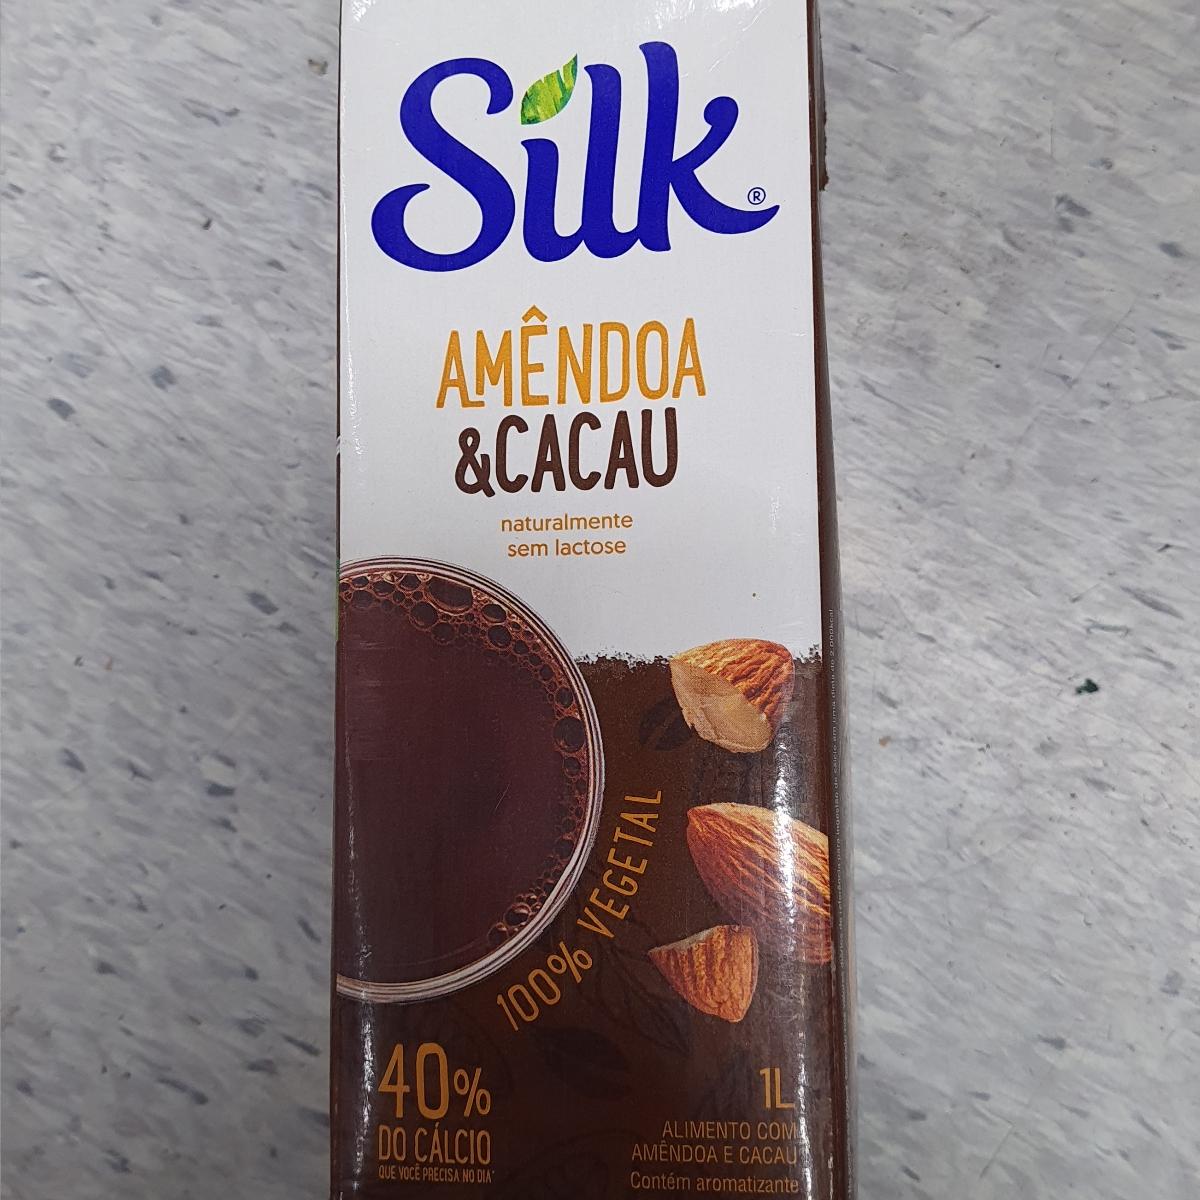 Silk®
AMÊNDOA
&CACAU
naturalmente
sem lactose
100% VEGETAL
40%
DO CÁLCIO
QUE VOCÊ PRECISA NO DIA*
1L
ALIMENTO COM
AMÊNDOA E CACAU
Contém aromatizante